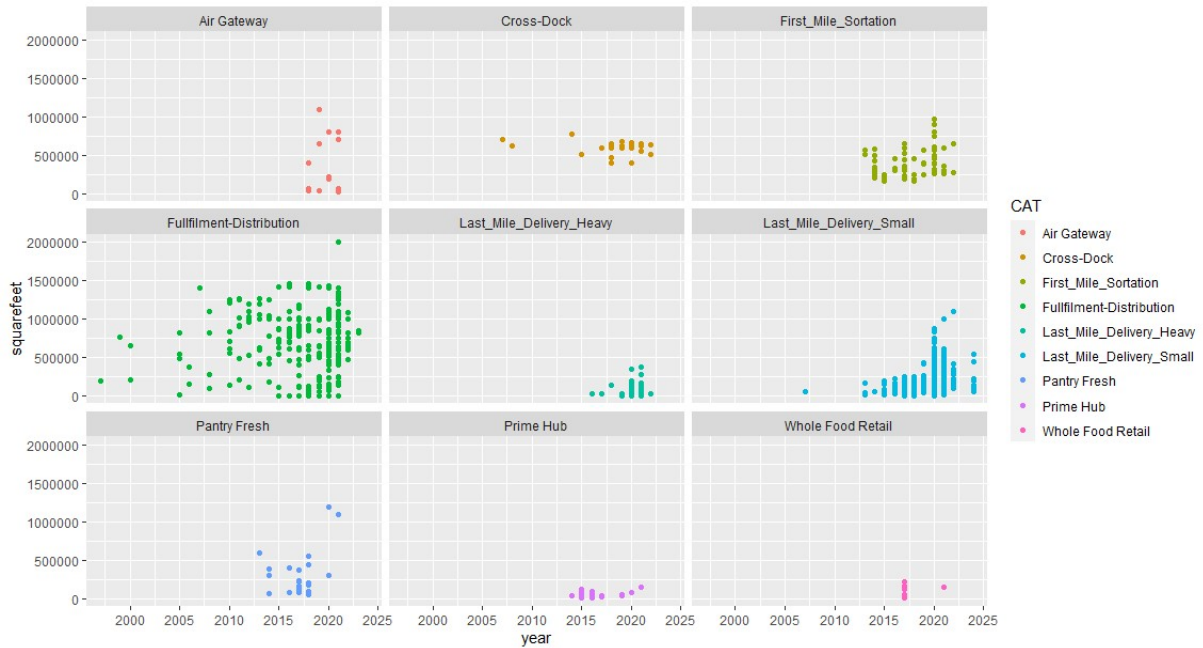 Air Gateway
Cross-Dock
First_Mile_Sortation
2000000
1500000
1000000
500000
0
Fullfilment-Distribution
Last_Mile_Delivery_Heavy
Last_Mile_Delivery_Small
2000000
1500000
1000000
500000
0
squarefeet
Pantry Fresh
Prime Hub
Whole Food Retail
2000000
1500000
1000000
500000
0
2000 2005 2010 2015 2020 2025
2000 2005 2010 2015 2020 2025
2000 2005 2010 2015 2020 2025
year
CAT
Air Gateway
Cross-Dock
First_Mile_Sortation
Fullfilment-Distribution
Last_Mile_Delivery_Heavy
Last_Mile_Delivery_Small
Pantry Fresh
Prime Hub
Whole Food Retail